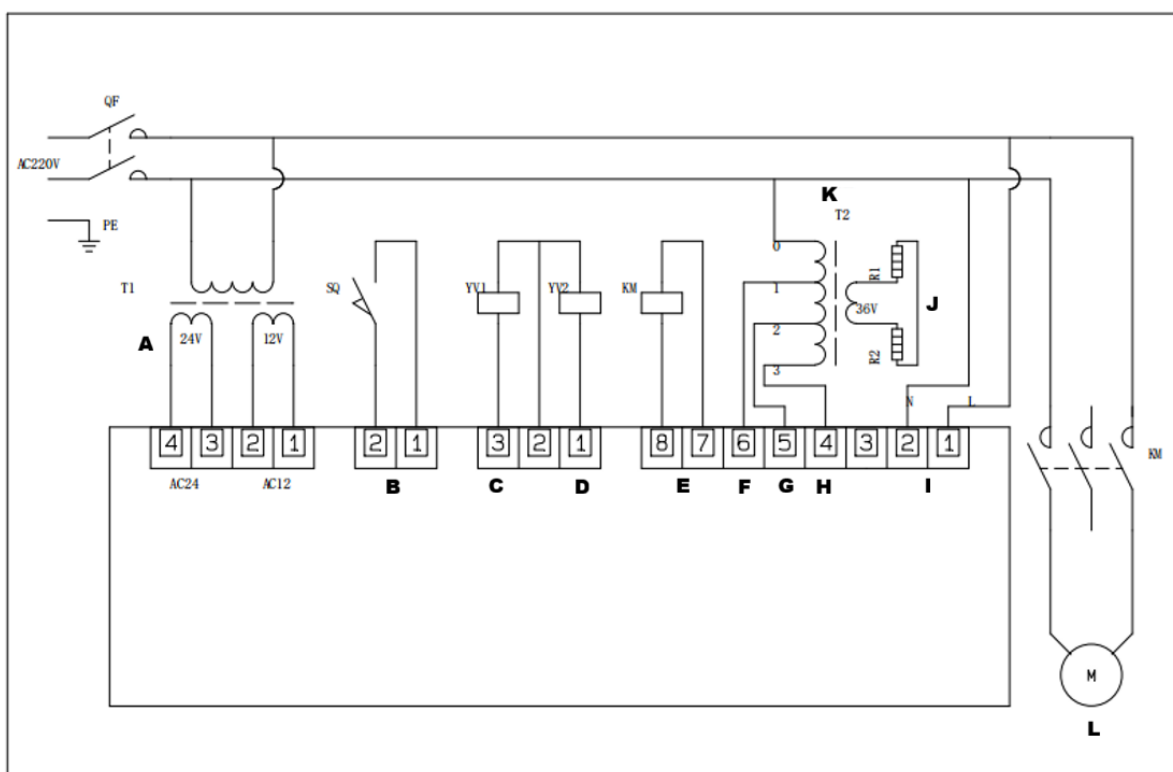 QF
AC220V
PE
K
T2
0
1
2
3
36V
R1
R2
J
T1
A
24V
12V
SQ
YV1
YV2
KM
N
L
4 3 2 1
2 1
3 2 1
8 7 6 5 4 3 2 1
AC24
AC12
B
C
D
E
F
G
H
I
KM
M
L